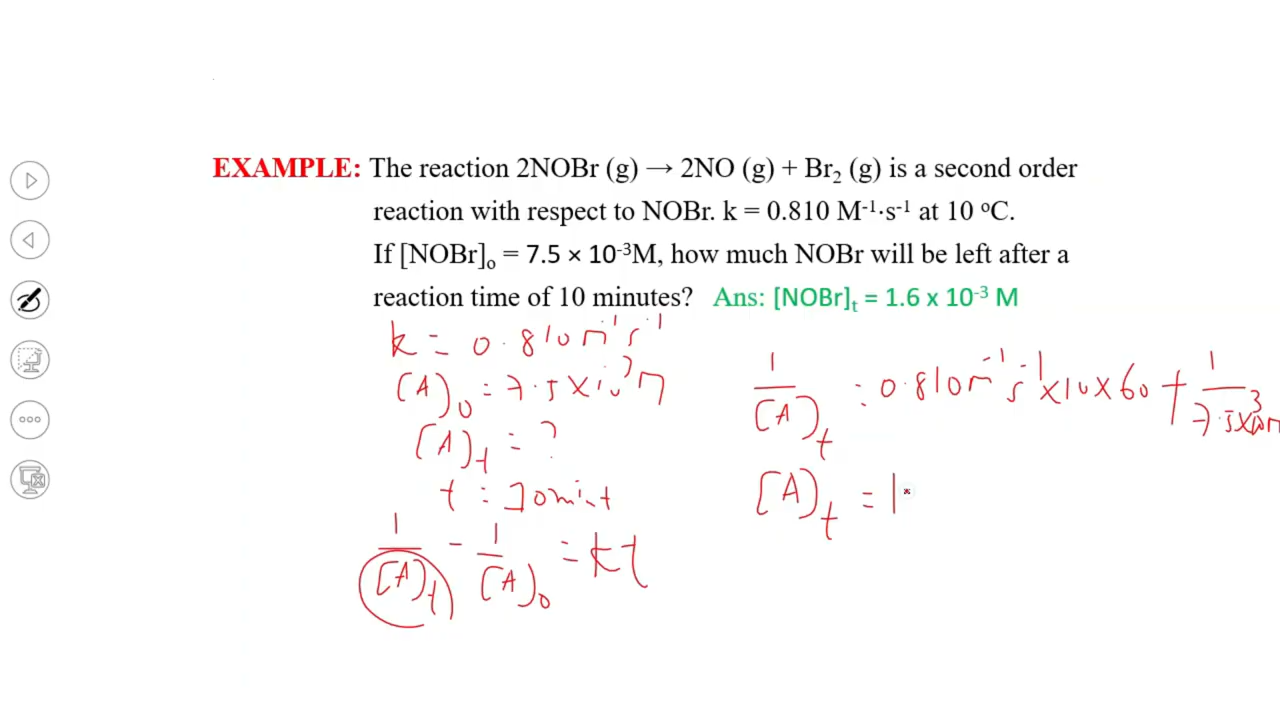 EXAMPLE: The reaction 2NOBr (g) → 2NO (g) + Br₂ (g) is a second order
reaction with respect to NOBr. k = 0.810 M⁻¹·s⁻¹ at 10 ᵒC.
If [NOBr]ₒ = 7.5 × 10⁻³M, how much NOBr will be left after a
reaction time of 10 minutes? Ans: [NOBr]ₜ = 1.6 x 10⁻³ M
k = 0.810 m⁻¹s⁻¹
[A]₀ = 7.5 × 10⁻³ M
[A]ₜ = ?
t = 10 mint
1/[A]ₜ - 1/[A]₀ = kt
1/[A]ₜ = 0.810 m⁻¹ s⁻¹ × 10 × 60 + 1/7.5×10⁻³m
[A]ₜ = 1